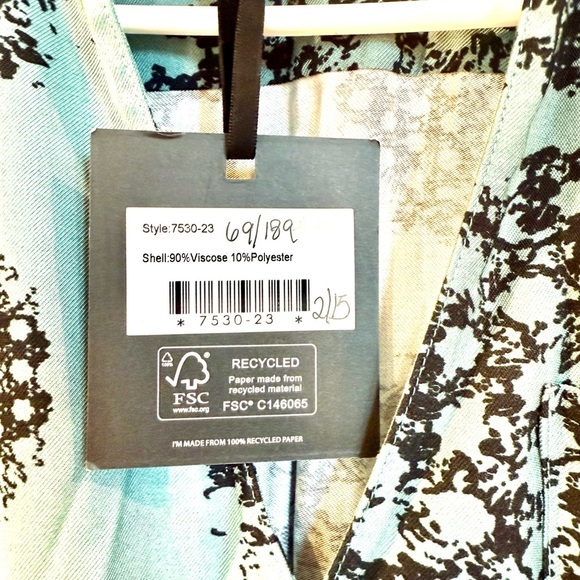 Style:7530-23 69/189
Shell:90%Viscose 10%Polyester
* 7530-23 * 2/15
FSC
www.fsc.org
RECYCLED
Paper made from
recycled material
FSC® C146065
I'M MADE FROM 100% RECYCLED PAPER